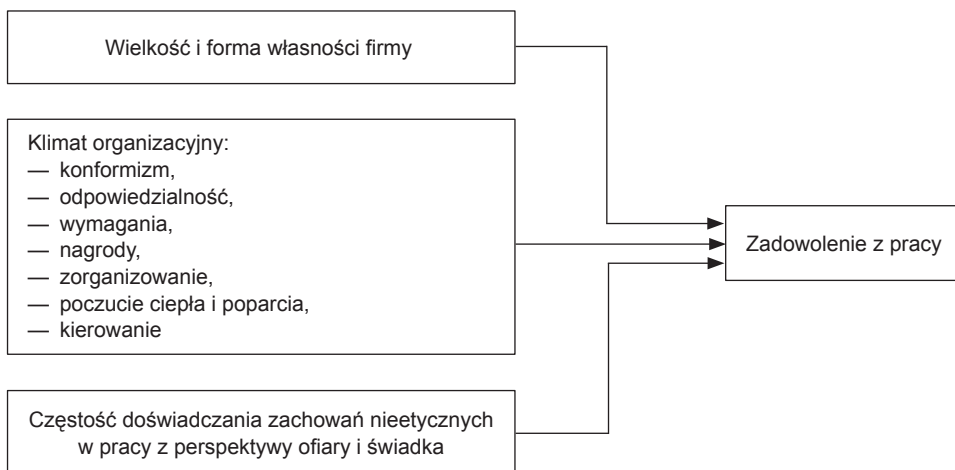 Wielkość i forma własności firmy
Klimat organizacyjny:
— konformizm,
— odpowiedzialność,
— wymagania,
— nagrody,
— zorganizowanie,
— poczucie ciepła i poparcia,
— kierowanie
Zadowolenie z pracy
Częstość doświadczania zachowań nieetycznych
w pracy z perspektywy ofiary i świadka